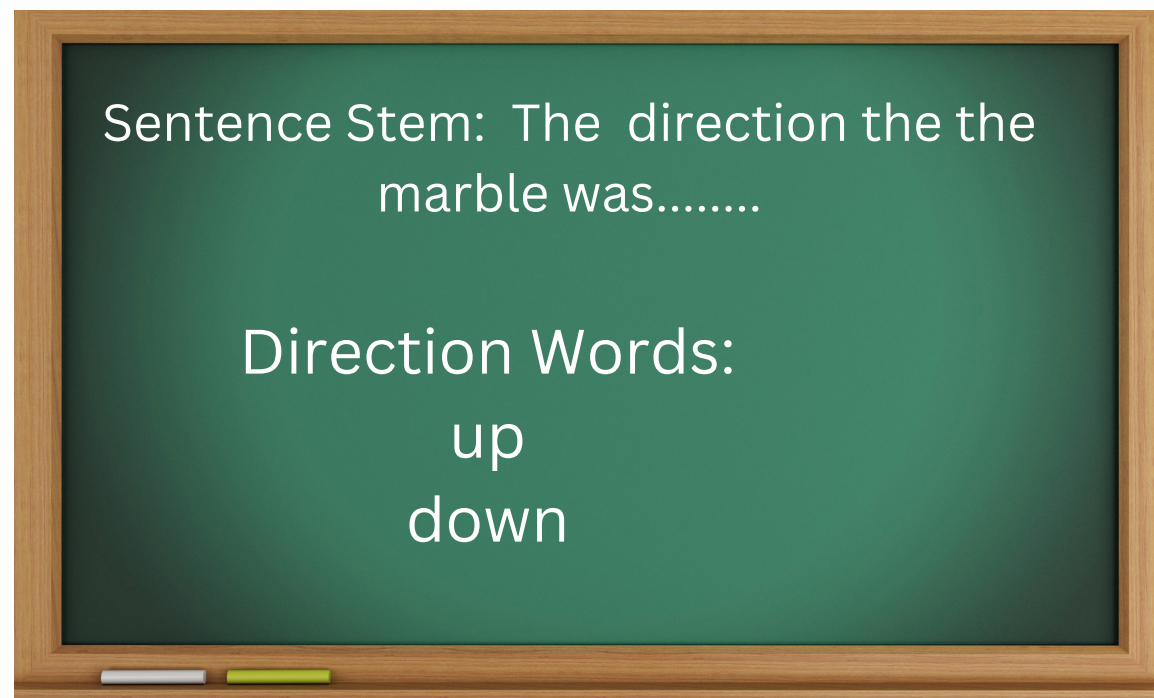 Sentence Stem:  The  direction the the
marble was........
Direction Words:
up
down